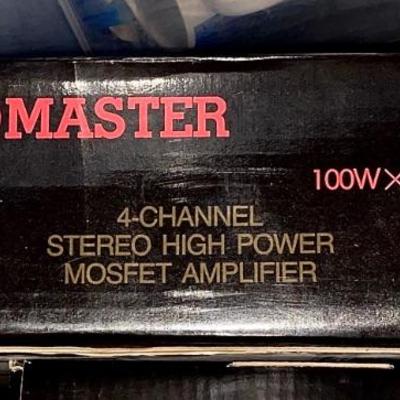 MASTER
100W×
4-CHANNEL
STEREO HIGH POWER
MOSFET AMPLIFIER